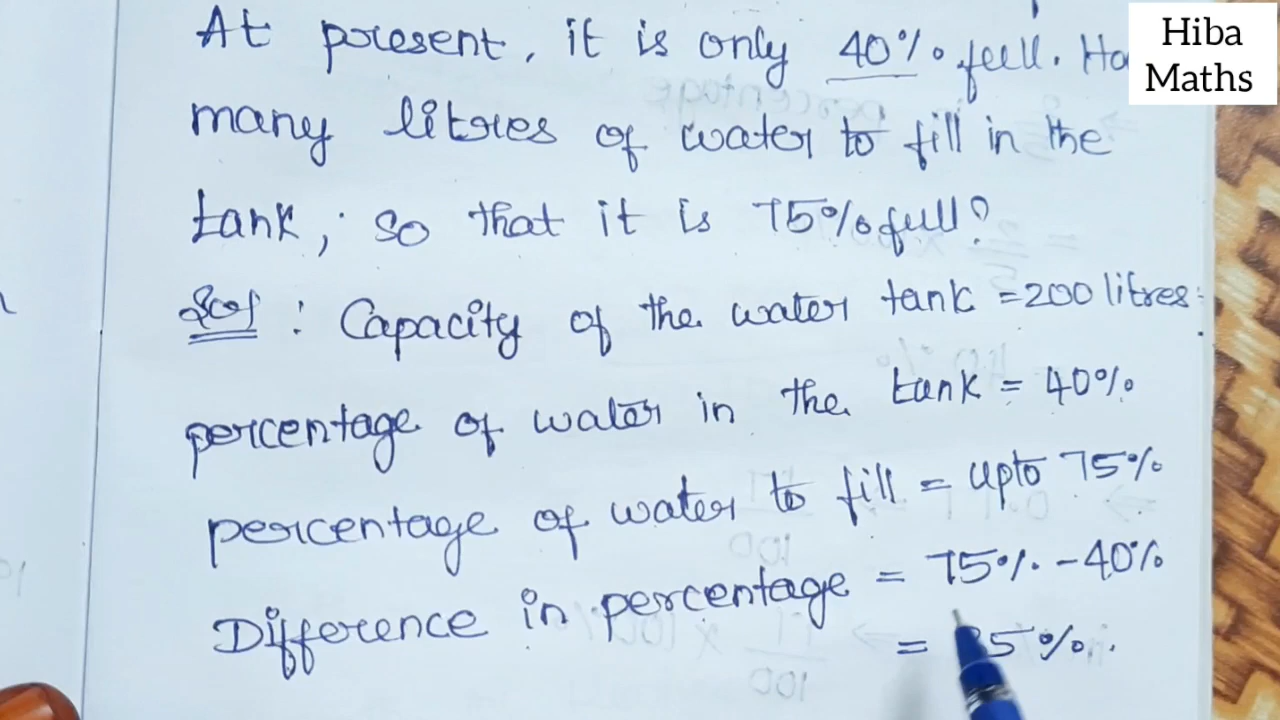 At present, it is only 40% full.
many litres of water to fill in the
tank; so that it is 75% full?
Sol: Capacity of the water tank = 200 litres.
percentage of water in the tank = 40%
percentage of water to fill = upto 75%
Difference in percentage = 75% - 40%
= 35%.
Hiba
Maths